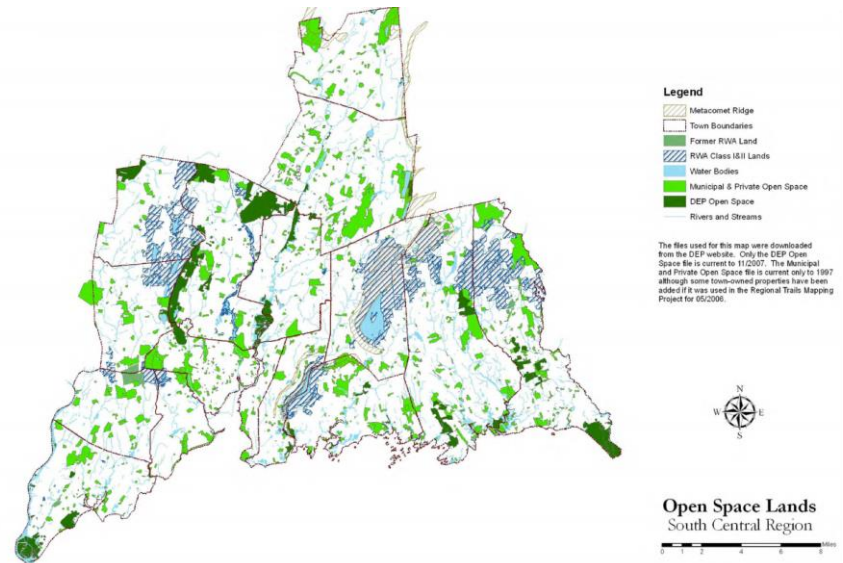 Legend
Metacomet Ridge
Town Boundaries
Former RWA Land
RWA Class I&II Lands
Water Bodies
Municipal & Private Open Space
DEP Open Space
Rivers and Streams
The files used for this map were downloaded
from the DEP website. Only the DEP Open
Space file is current to 11/2007. The Municipal
and Private Open Space file is current only to 1997
although some town-owned properties have been
added if it was used in the Regional Trails Mapping
Project for 05/2006.
N
W E
S
Open Space Lands
South Central Region
Miles
0 1 2 4 6 8